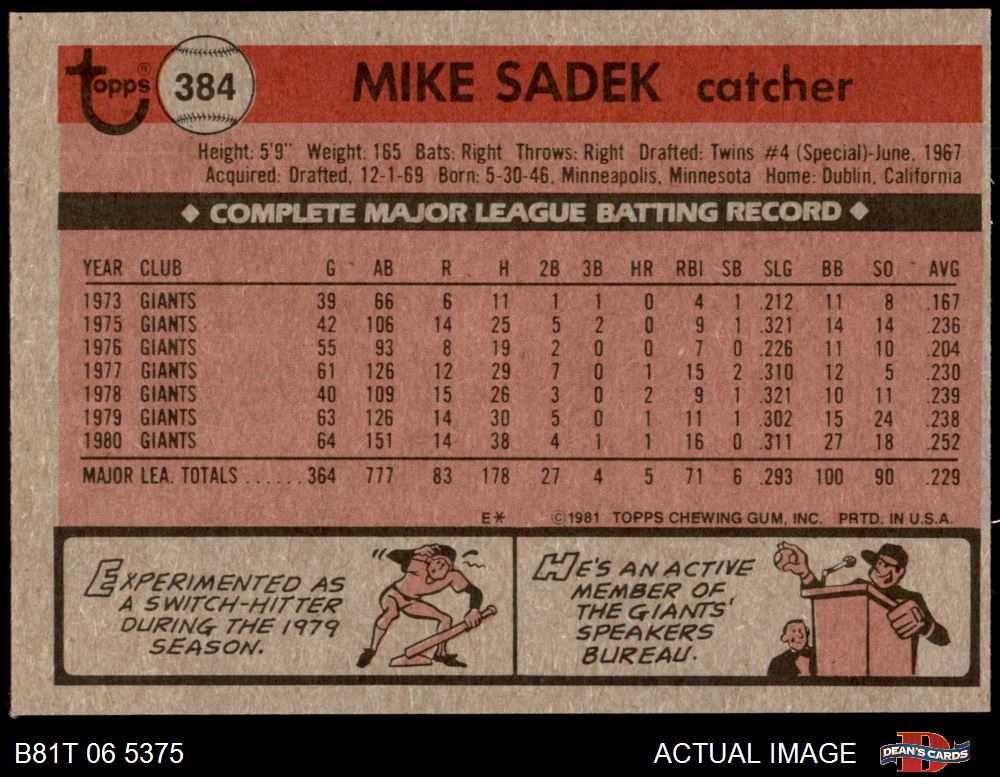 Topps® 384 MIKE SADEK catcher
Height: 5'9" Weight: 165 Bats: Right Throws: Right Drafted: Twins #4 (Special)-June, 1967
Acquired: Drafted, 12-1-69 Born: 5-30-46, Minneapolis, Minnesota Home: Dublin, California
◆ COMPLETE MAJOR LEAGUE BATTING RECORD ◆
YEAR CLUB G AB R H 2B 3B HR RBI SB SLG BB SO AVG
1973 GIANTS 39 66 6 11 1 1 0 4 1 .212 11 8 .167
1975 GIANTS 42 106 14 25 5 2 0 9 1 .321 14 14 .236
1976 GIANTS 55 93 8 19 2 0 0 7 0 .226 11 10 .204
1977 GIANTS 61 126 12 29 7 0 1 15 2 .310 12 5 .230
1978 GIANTS 40 109 15 26 3 0 2 9 1 .321 10 11 .239
1979 GIANTS 63 126 14 30 5 0 1 11 1 .302 15 24 .238
1980 GIANTS 64 151 14 38 4 1 1 16 0 .311 27 18 .252
MAJOR LEA. TOTALS ...... 364 777 83 178 27 4 5 71 6 .293 100 90 .229
E* ©1981 TOPPS CHEWING GUM, INC. PRTD. IN U.S.A.
EXPERIMENTED AS
A SWITCH-HITTER
DURING THE 1979
SEASON.
HE'S AN ACTIVE
MEMBER OF
THE GIANTS'
SPEAKERS
BUREAU.
B81T 06 5375 ACTUAL IMAGE DEAN'S CARDS